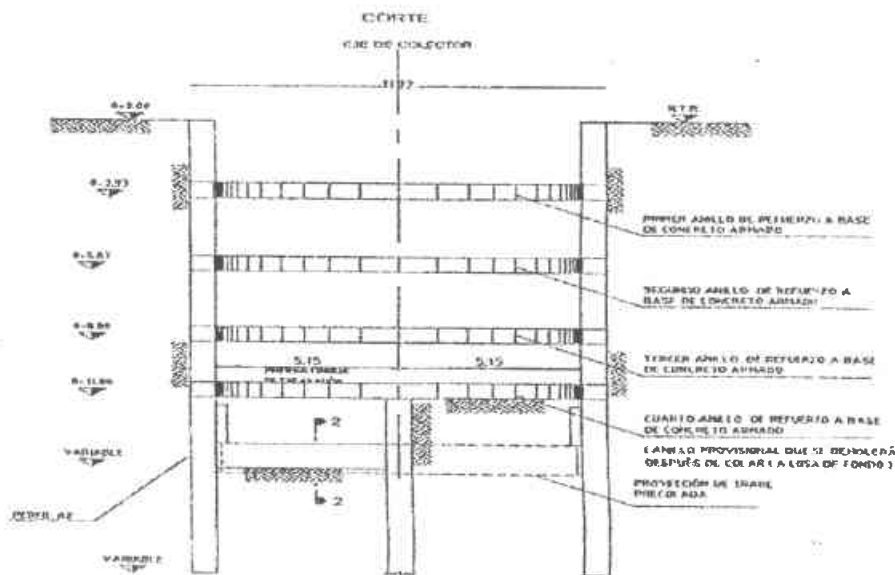 CORTE
EJE DE COLECTOR
N.T.N.
PRIMER ANILLO DE REFUERZO A BASE
DE CONCRETO ARMADO
SEGUNDO ANILLO DE REFUERZO A
BASE DE CONCRETO ARMADO
TERCER ANILLO DE REFUERZO A BASE
DE CONCRETO ARMADO
5.15
5.15
CUARTO ANILLO DE REFUERZO A BASE
DE CONCRETO ARMADO
( ANILLO PROVISIONAL QUE SE DEMOLERÁ
DESPUÉS DE COLAR LA LOSA DE FONDO )
VARIABLE
2
2
PROYECCIÓN DE TRABE
PRECOLADA
VARIABLE